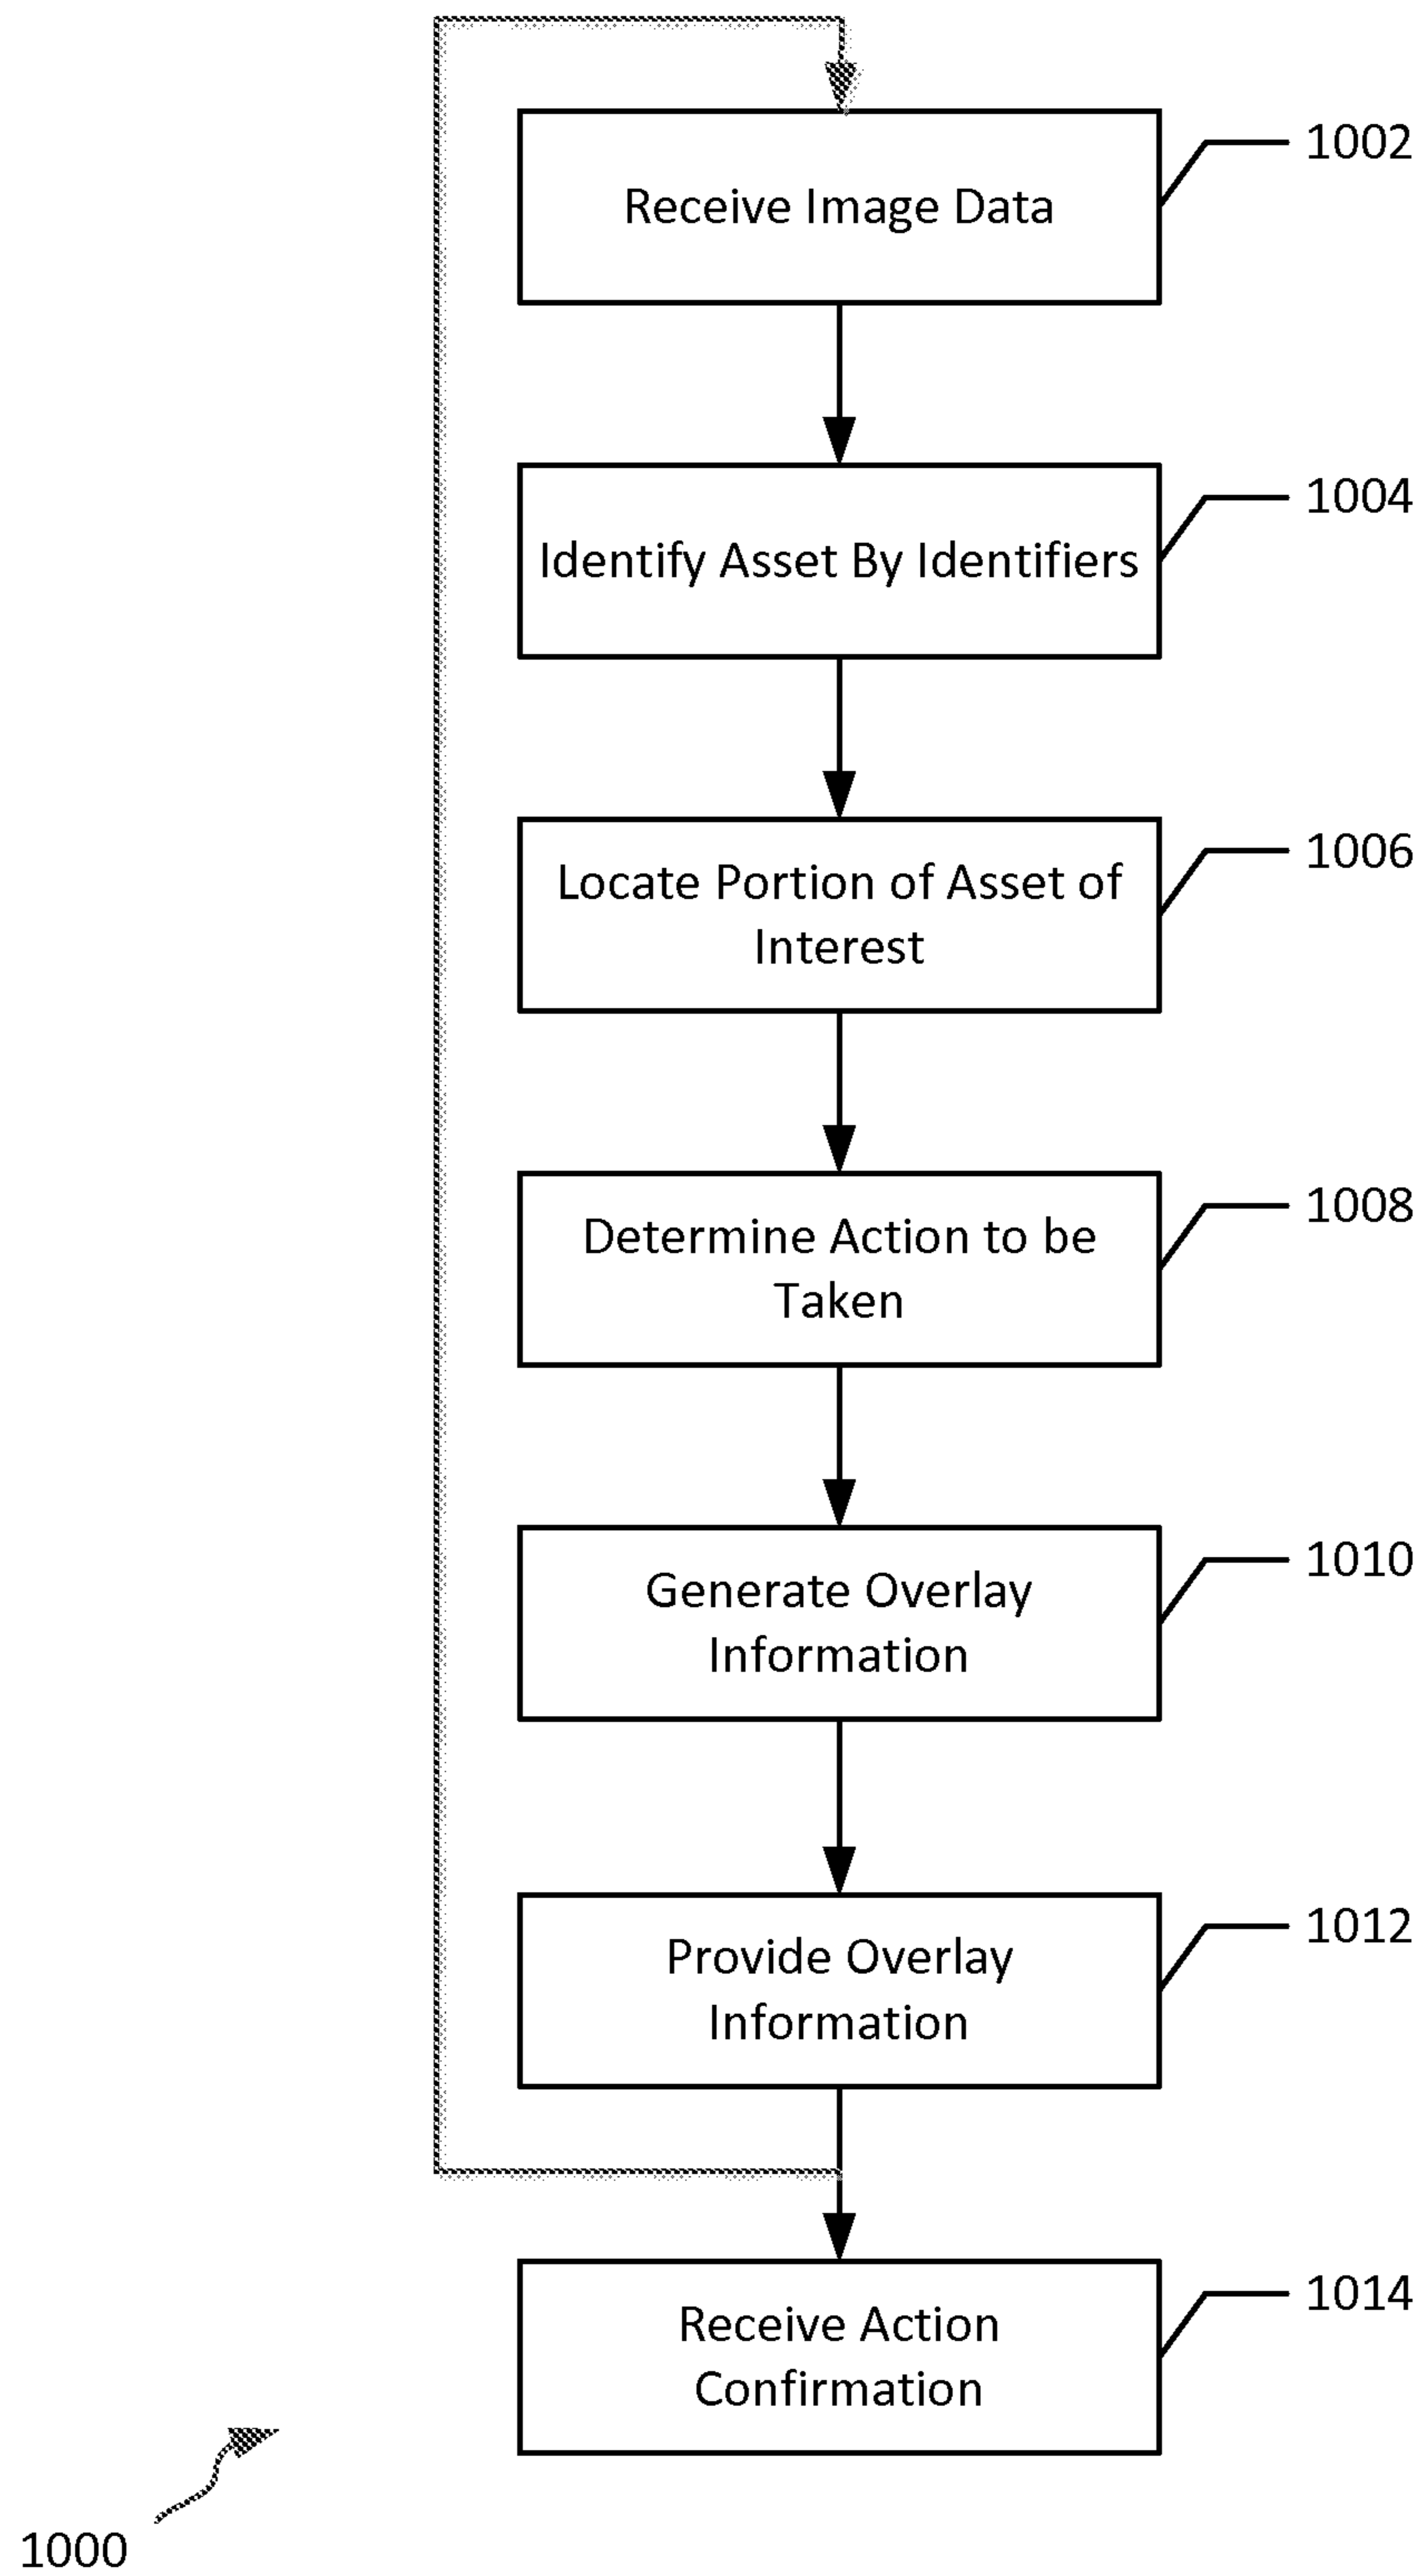 1002
Receive Image Data
1004
Identify Asset By Identifiers
1006
Locate Portion of Asset of
Interest
1008
Determine Action to be
Taken
1010
Generate Overlay
Information
1012
Provide Overlay
Information
1014
Receive Action
Confirmation
1000